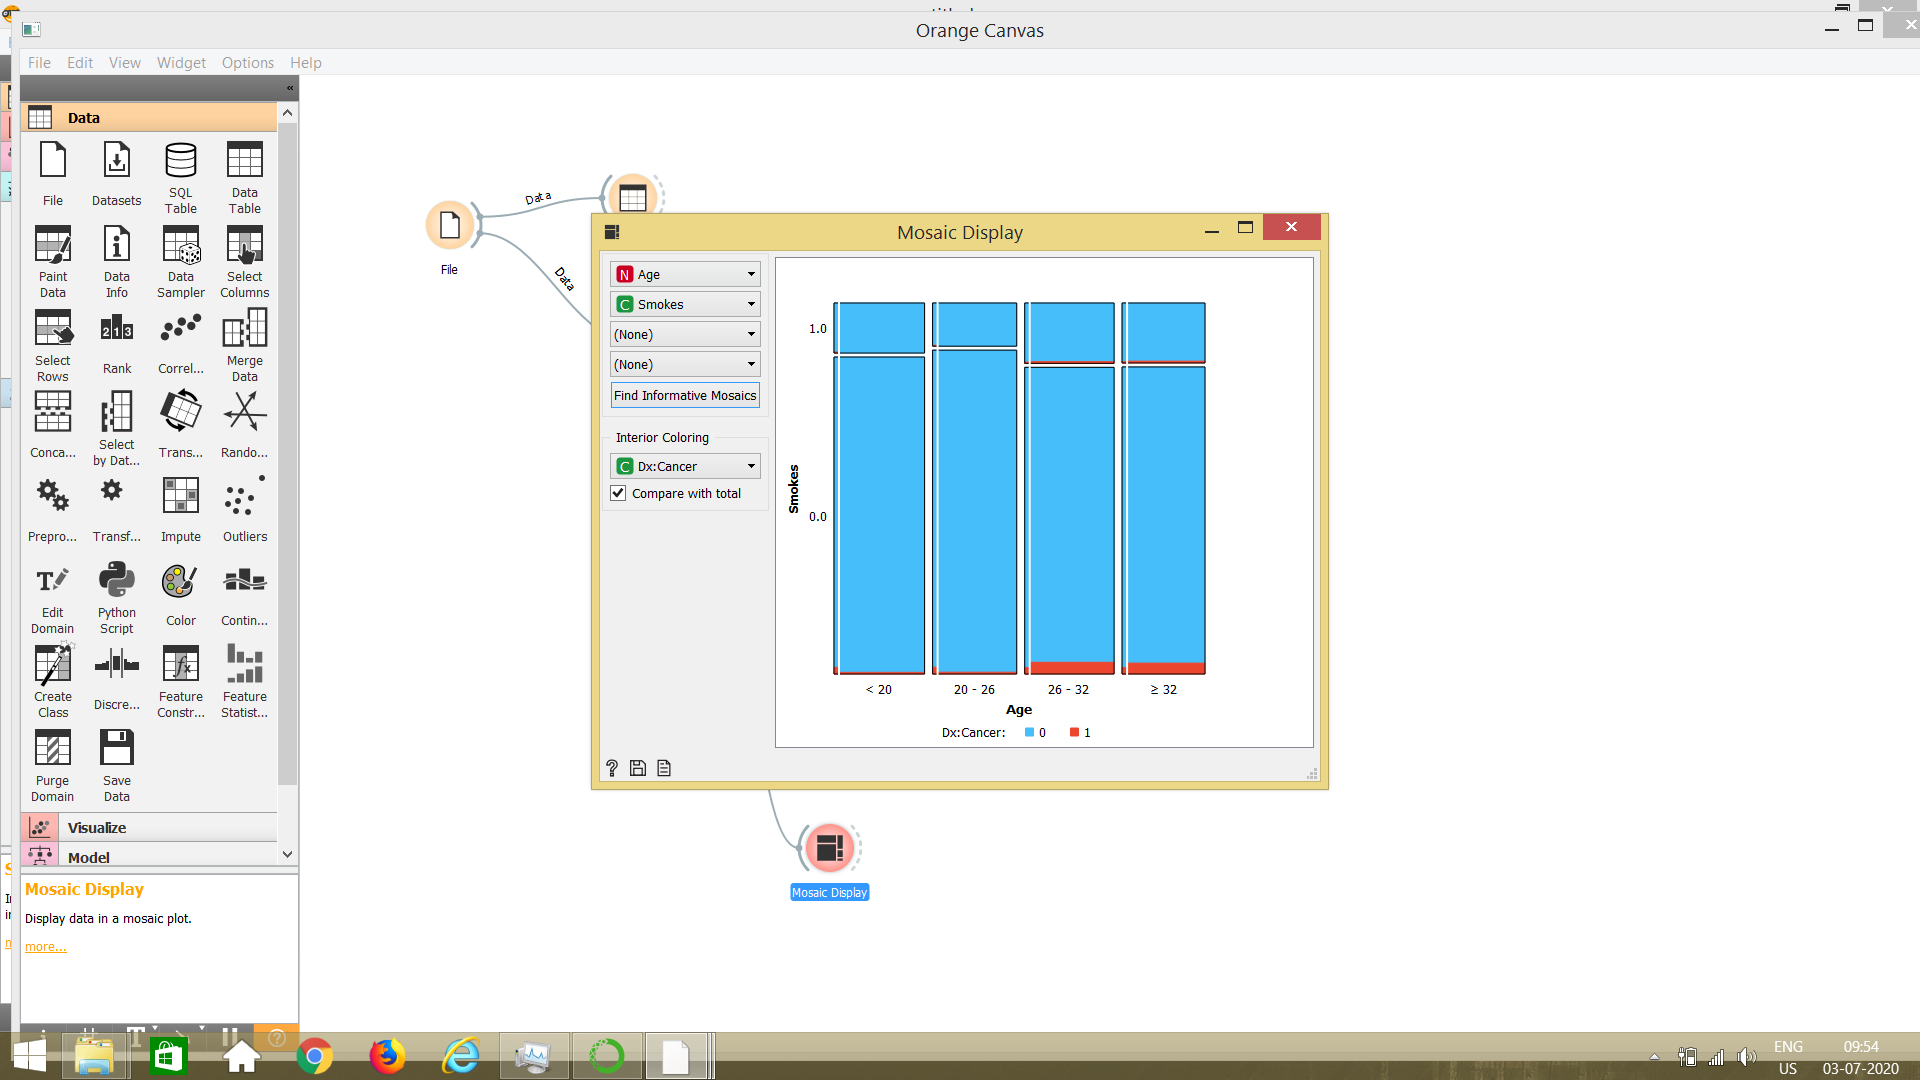 Orange Canvas
File Edit View Widget Options Help
«
Data
File
Datasets
SQL
Table
Data
Table
Paint
Data
Data
Info
Data
Sampler
Select
Columns
Select
Rows
Rank
Correl...
Merge
Data
Conca...
Select
by Dat...
Trans...
Rando...
Prepro...
Transf...
Impute
Outliers
Edit
Domain
Python
Script
Color
Contin...
Create
Class
Discre...
Feature
Constr...
Feature
Statist...
Purge
Domain
Save
Data
Visualize
Model
Mosaic Display
Display data in a mosaic plot.
more...
File
Data
Data
Mosaic Display
N Age
C Smokes
(None)
(None)
Find Informative Mosaics
Interior Coloring
C Dx:Cancer
Compare with total
Smokes
1.0
0.0
< 20
20 - 26
26 - 32
≥ 32
Age
Dx:Cancer: 0 1
Mosaic Display
ENG
US
09:54
03-07-2020